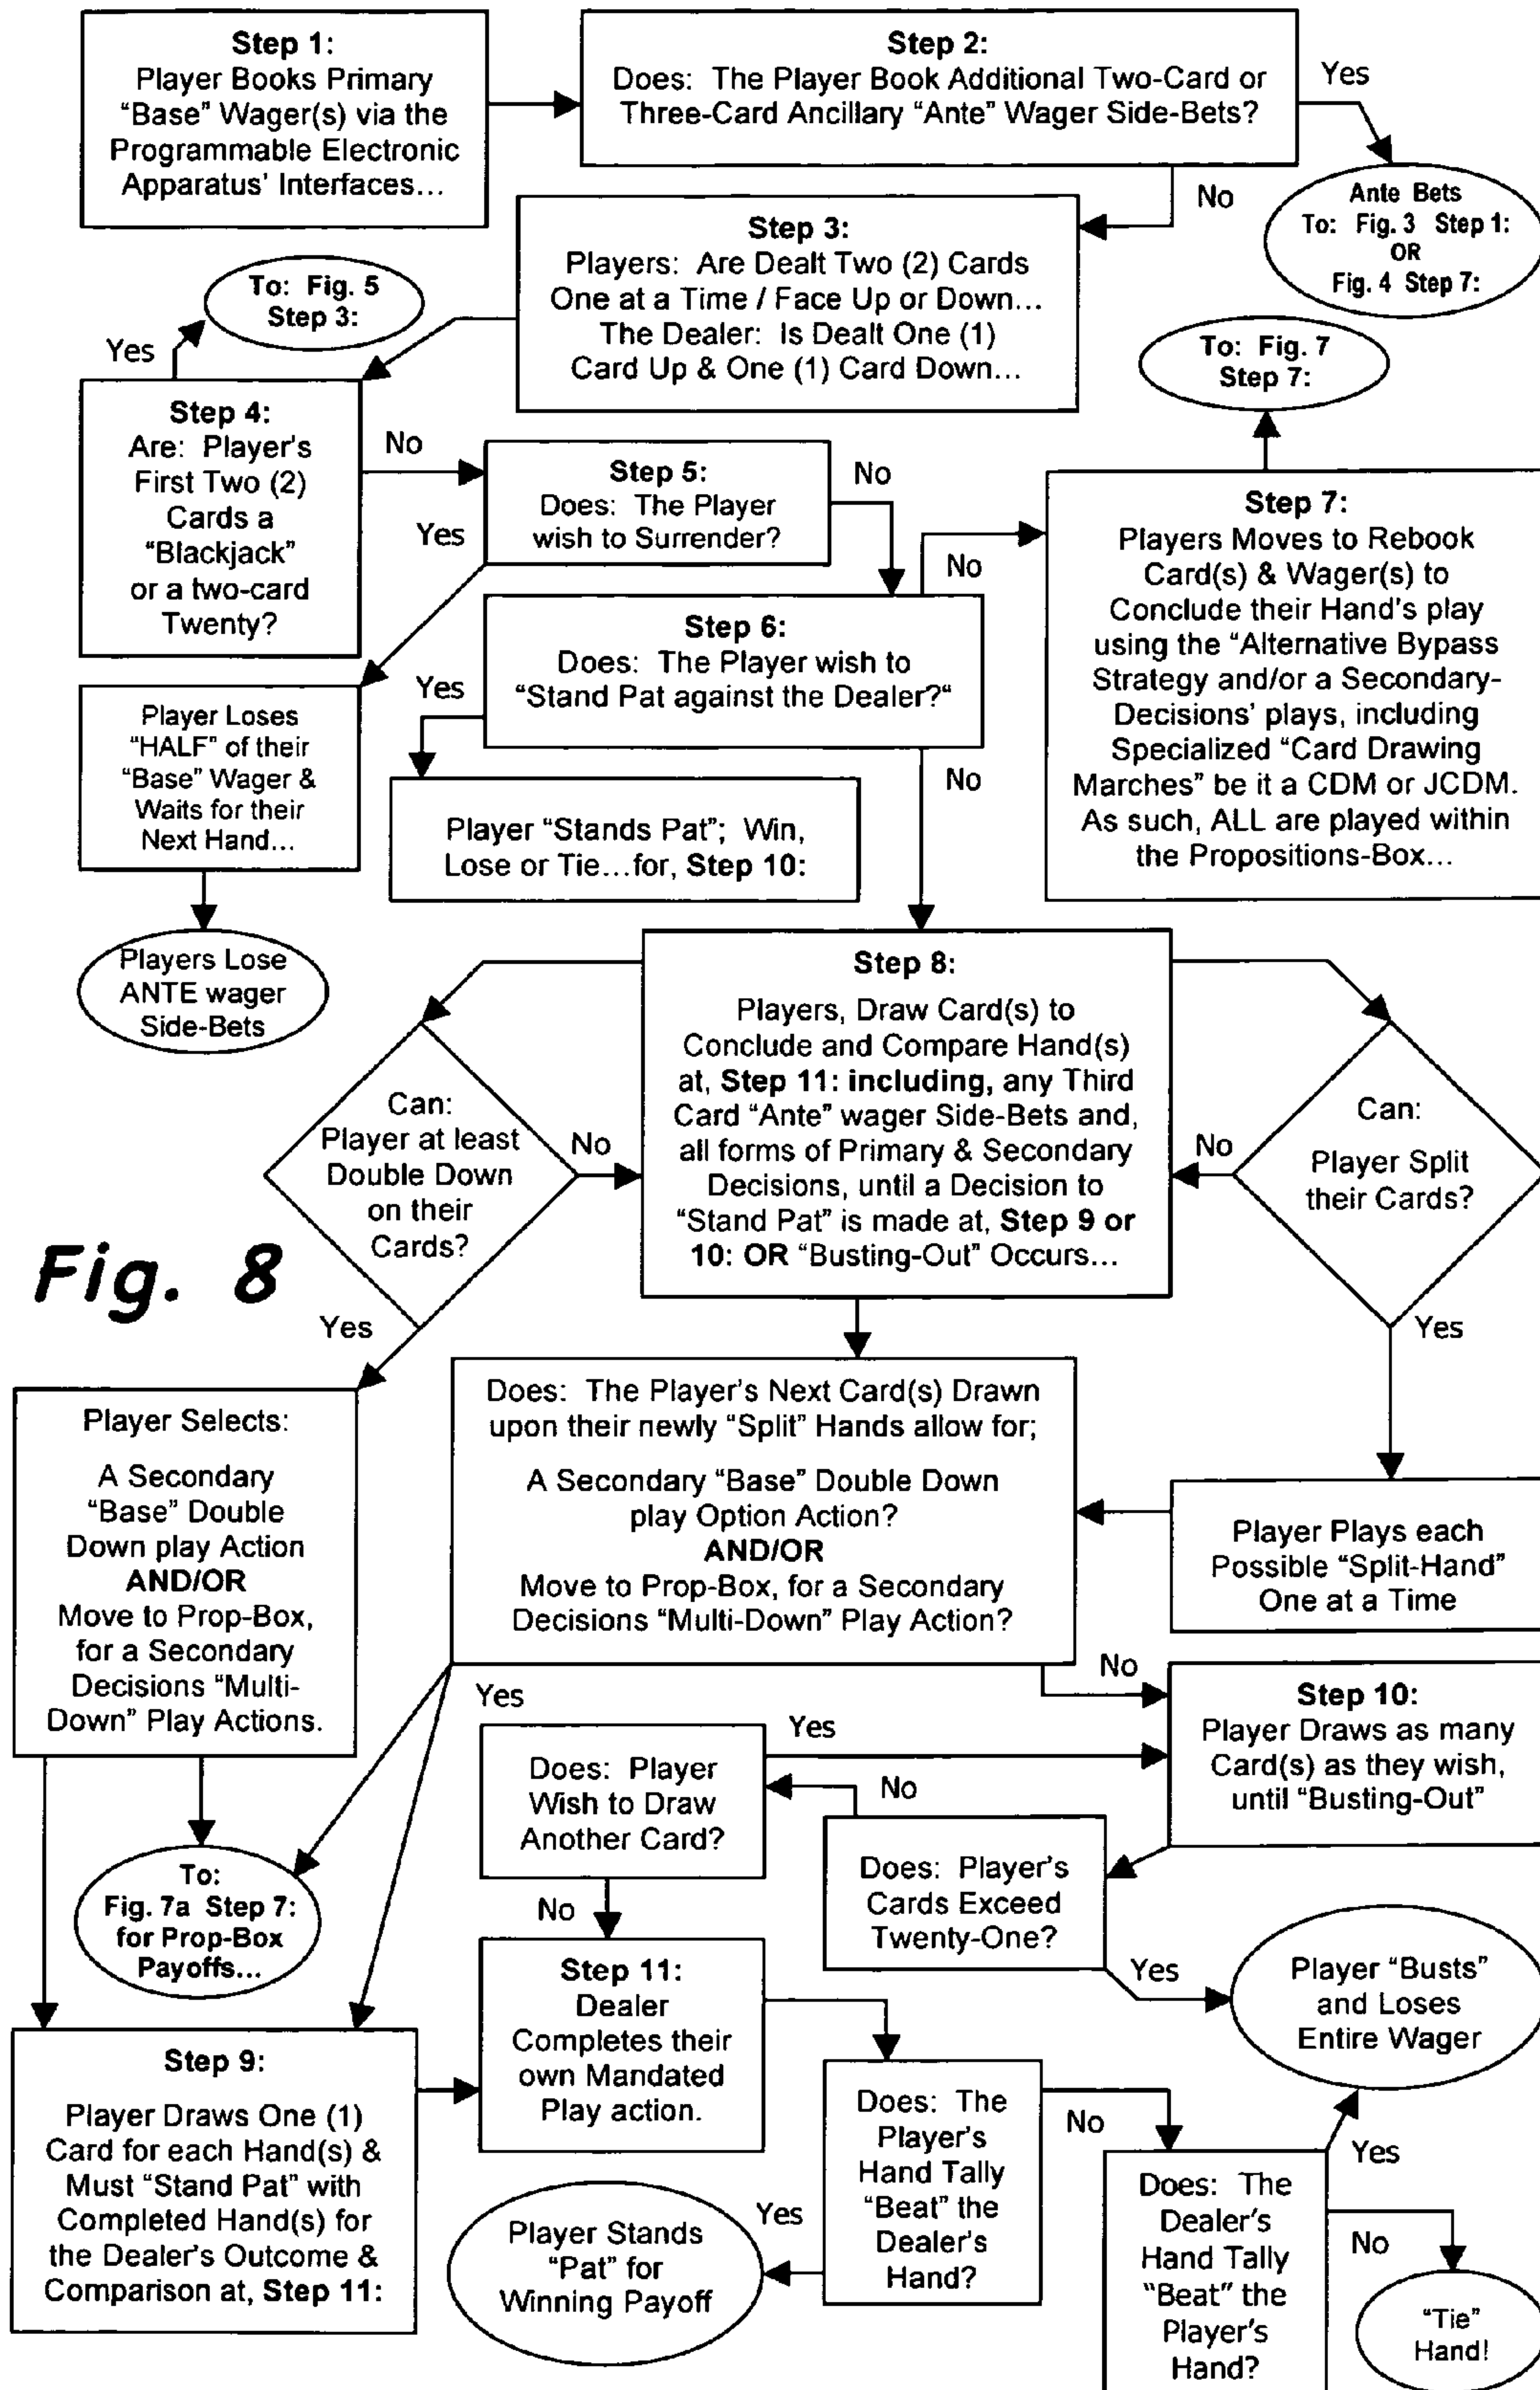 Step 1:
Player Books Primary
“Base” Wager(s) via the
Programmable Electronic
Apparatus’ Interfaces...
Step 2:
Does: The Player Book Additional Two-Card or
Three-Card Ancillary “Ante” Wager Side-Bets?
Yes
No
Ante Bets
To: Fig. 3 Step 1:
OR
Fig. 4 Step 7:
Step 3:
Players: Are Dealt Two (2) Cards
One at a Time / Face Up or Down...
The Dealer: Is Dealt One (1)
Card Up & One (1) Card Down...
To: Fig. 5
Step 3:
Yes
To: Fig. 7
Step 7:
Step 4:
Are: Player's
First Two (2)
Cards a
“Blackjack”
or a two-card
Twenty?
No
Step 5:
Does: The Player
wish to Surrender?
No
Yes
Step 6:
Does: The Player wish to
“Stand Pat against the Dealer?“
No
Yes
No
Step 7:
Players Moves to Rebook
Card(s) & Wager(s) to
Conclude their Hand's play
using the “Alternative Bypass
Strategy and/or a Secondary-
Decisions’ plays, including
Specialized “Card Drawing
Marches” be it a CDM or JCDM.
As such, ALL are played within
the Propositions-Box...
Player Loses
“HALF” of their
“Base” Wager &
Waits for their
Next Hand...
Player “Stands Pat”; Win,
Lose or Tie...for, Step 10:
Players Lose
ANTE wager
Side-Bets
Step 8:
Players, Draw Card(s) to
Conclude and Compare Hand(s)
at, Step 11: including, any Third
Card “Ante” wager Side-Bets and,
all forms of Primary & Secondary
Decisions, until a Decision to
“Stand Pat” is made at, Step 9 or
10: OR “Busting-Out” Occurs...
Can:
Player at least
Double Down
on their
Cards?
No
Yes
Can:
Player Split
their Cards?
No
Yes
Fig. 8
Player Selects:
A Secondary
“Base” Double
Down play Action
AND/OR
Move to Prop-Box,
for a Secondary
Decisions “Multi-
Down” Play Actions.
Does: The Player's Next Card(s) Drawn
upon their newly “Split” Hands allow for;
A Secondary “Base” Double Down
play Option Action?
AND/OR
Move to Prop-Box, for a Secondary
Decisions “Multi-Down” Play Action?
Player Plays each
Possible “Split-Hand”
One at a Time
No
Yes
Step 10:
Player Draws as many
Card(s) as they wish,
until “Busting-Out”
Does: Player
Wish to Draw
Another Card?
Yes
No
No
Does: Player's
Cards Exceed
Twenty-One?
Yes
To:
Fig. 7a Step 7:
for Prop-Box
Payoffs...
Player “Busts”
and Loses
Entire Wager
Step 11:
Dealer
Completes their
own Mandated
Play action.
Step 9:
Player Draws One (1)
Card for each Hand(s) &
Must “Stand Pat” with
Completed Hand(s) for
the Dealer's Outcome &
Comparison at, Step 11:
Does: The
Player's
Hand Tally
“Beat” the
Dealer's
Hand?
No
Yes
Player Stands
“Pat” for
Winning Payoff
Does: The
Dealer's
Hand Tally
“Beat” the
Player's
Hand?
Yes
No
“Tie”
Hand!